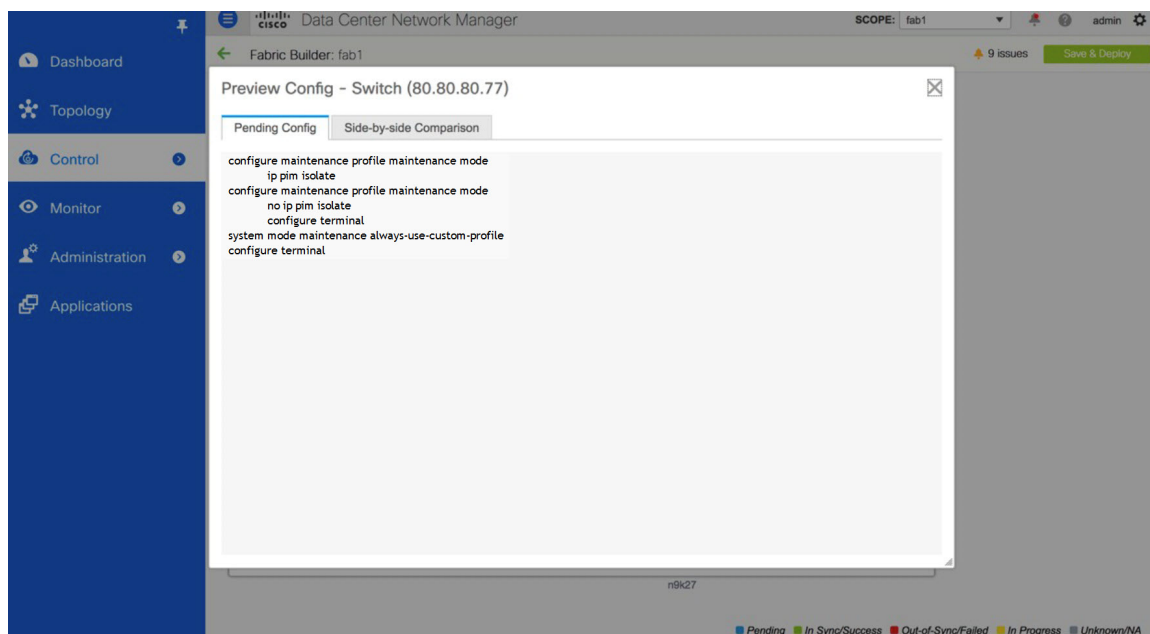 cisco Data Center Network Manager
SCOPE: fab1
admin
Dashboard
Topology
Control
Monitor
Administration
Applications
Fabric Builder: fab1
9 issues
Save & Deploy
Preview Config - Switch (80.80.80.77)
Pending Config
Side-by-side Comparison
configure maintenance profile maintenance mode
ip pim isolate
configure maintenance profile maintenance mode
no ip pim isolate
configure terminal
system mode maintenance always-use-custom-profile
configure terminal
n9k27
Pending In Sync/Success Out-of-Sync/Failed In Progress Unknown/NA